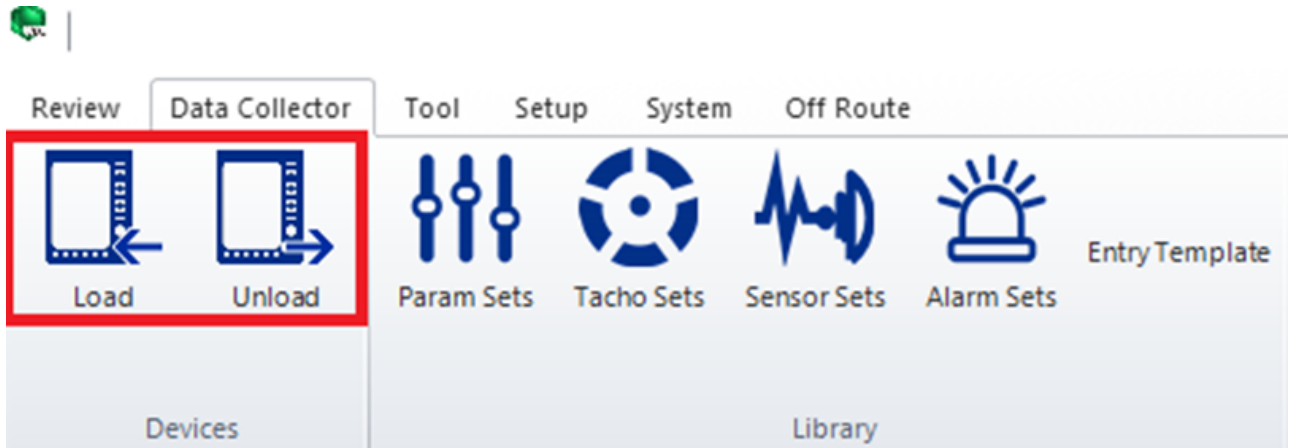 Review Data Collector Tool Setup System Off Route
Load Unload Param Sets Tacho Sets Sensor Sets Alarm Sets Entry Template
Devices Library